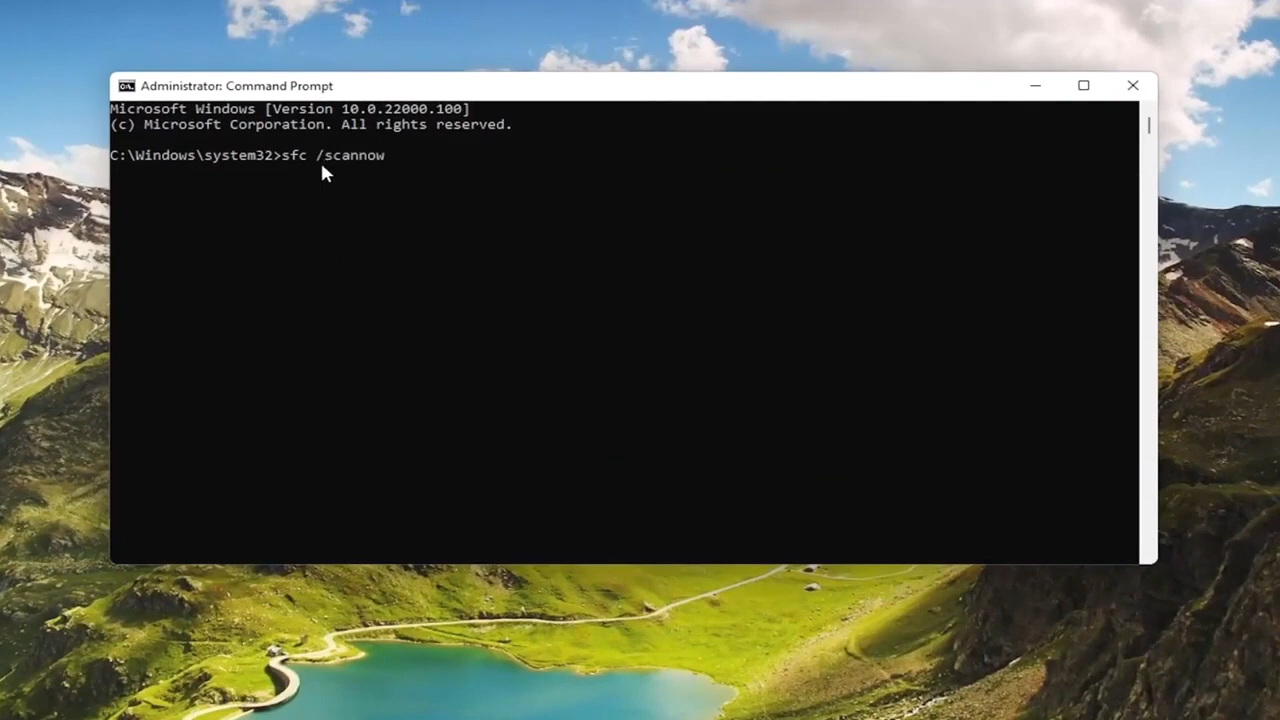 Administrator: Command Prompt
Microsoft Windows [Version 10.0.22000.100]
(c) Microsoft Corporation. All rights reserved.
C:\Windows\system32>sfc /scannow